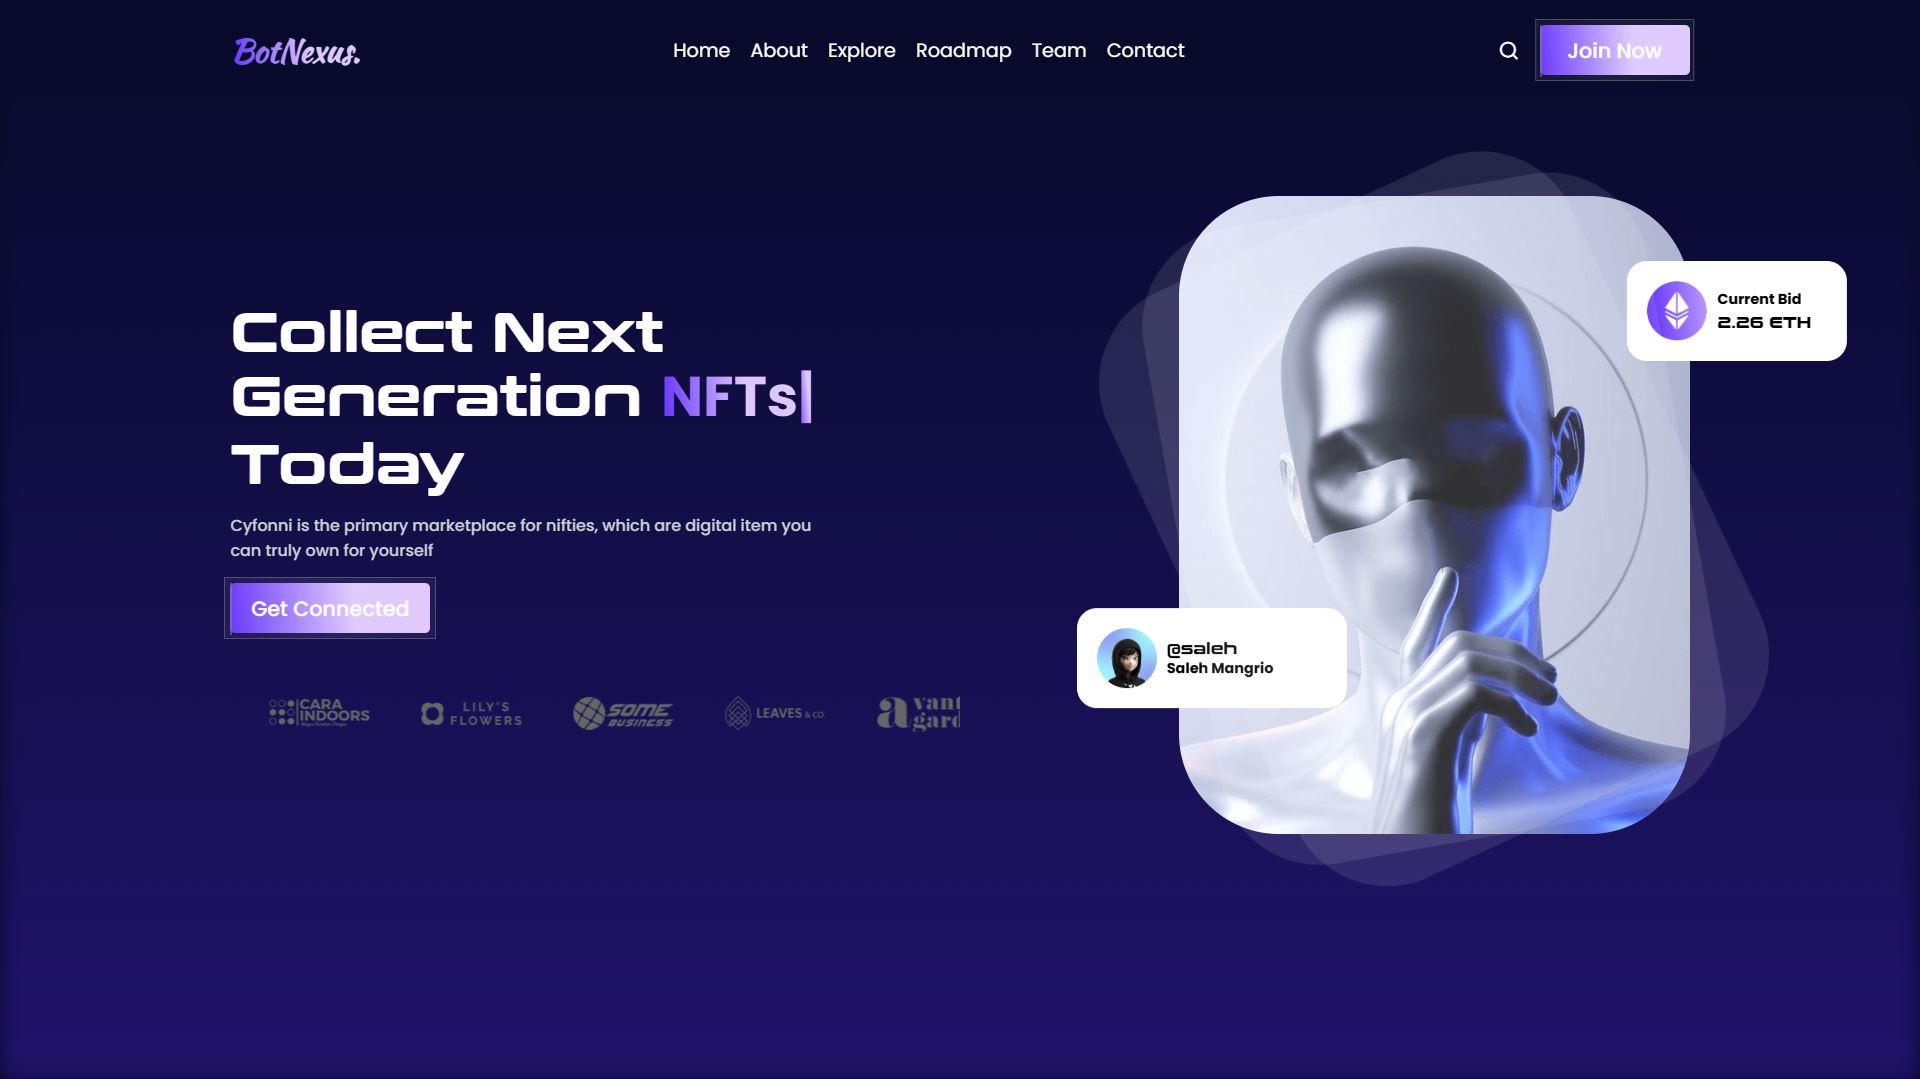 BotNexus.
Home About Explore Roadmap Team Contact
Join Now
Collect Next
Generation NFTs|
Today
Cyfonni is the primary marketplace for nifties, which are digital item you
can truly own for yourself
Get Connected
CARA
INDOORS
LILY'S
FLOWERS
SOME
BUSINESS
LEAVES & CO.
a vant
gard
Current Bid
2.26 ETH
@saleh
Saleh Mangrio